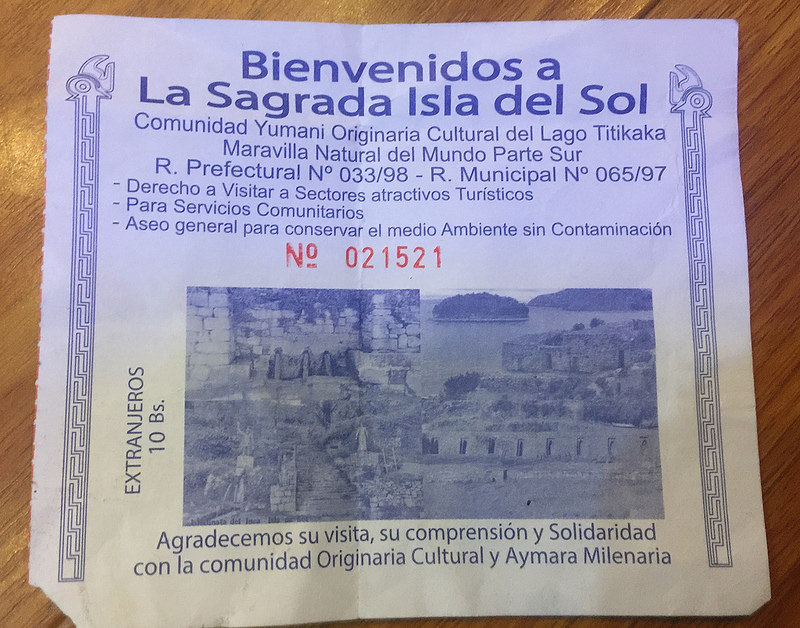 Bienvenidos a
La Sagrada Isla del Sol
Comunidad Yumani Originaria Cultural del Lago Titikaka
Maravilla Natural del Mundo Parte Sur
R. Prefectural Nº 033/98 - R. Municipal Nº 065/97
- Derecho a Visitar a Sectores atractivos Turísticos
- Para Servicios Comunitarios
- Aseo general para conservar el medio Ambiente sin Contaminación
Nº 021521
EXTRANJEROS
10 Bs.
Agradecemos su visita, su comprensión y Solidaridad
con la comunidad Originaria Cultural y Aymara Milenaria